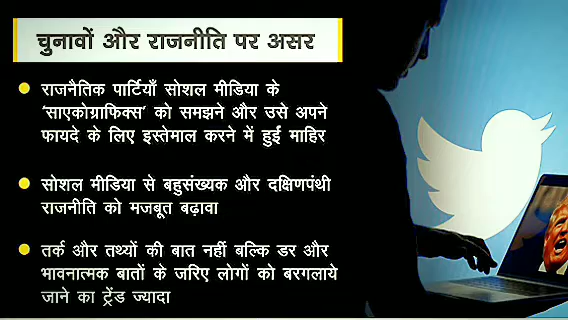 चुनावों और राजनीति पर असर
राजनैतिक पार्टियाँ सोशल मीडिया के
'साएकोग्राफिक्स' को समझने और उसे अपने
फायदे के लिए इस्तेमाल करने में हुईं माहिर
सोशल मीडिया से बहुसंख्यक और दक्षिणपंथी
राजनीति को मजबूत बढ़ावा
तर्क और तथ्यों की बात नहीं बल्कि डर और
भावनात्मक बातों के जरिए लोगों को बरगलाये
जाने का ट्रेंड ज्यादा